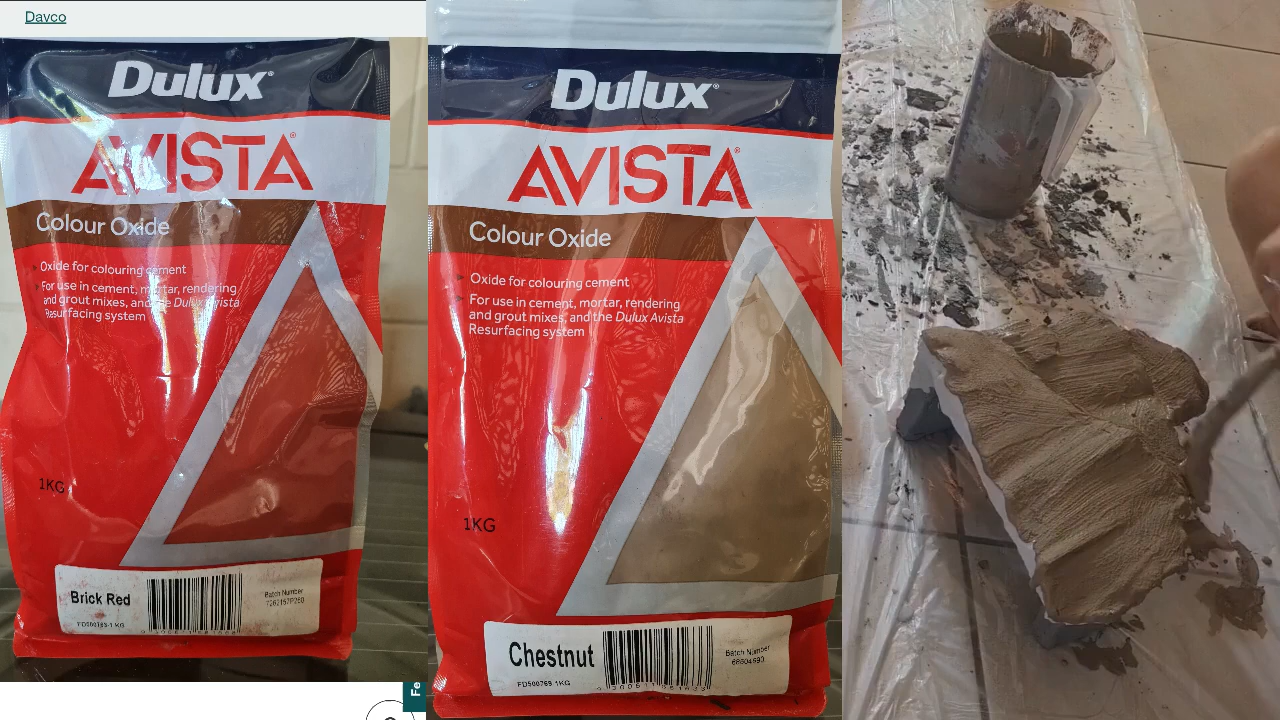 Davco
Dulux®
AVISTA®
Colour Oxide
Oxide for colouring cement
For use in cement, mortar, rendering
and grout mixes, and the Dulux Avista
Resurfacing system
1KG
Brick Red
Batch Number
Dulux®
AVISTA®
Colour Oxide
Oxide for colouring cement
For use in cement, mortar, rendering
and grout mixes, and the Dulux Avista
Resurfacing system
1KG
Chestnut
Batch Number
FD500769-1KG
Fe